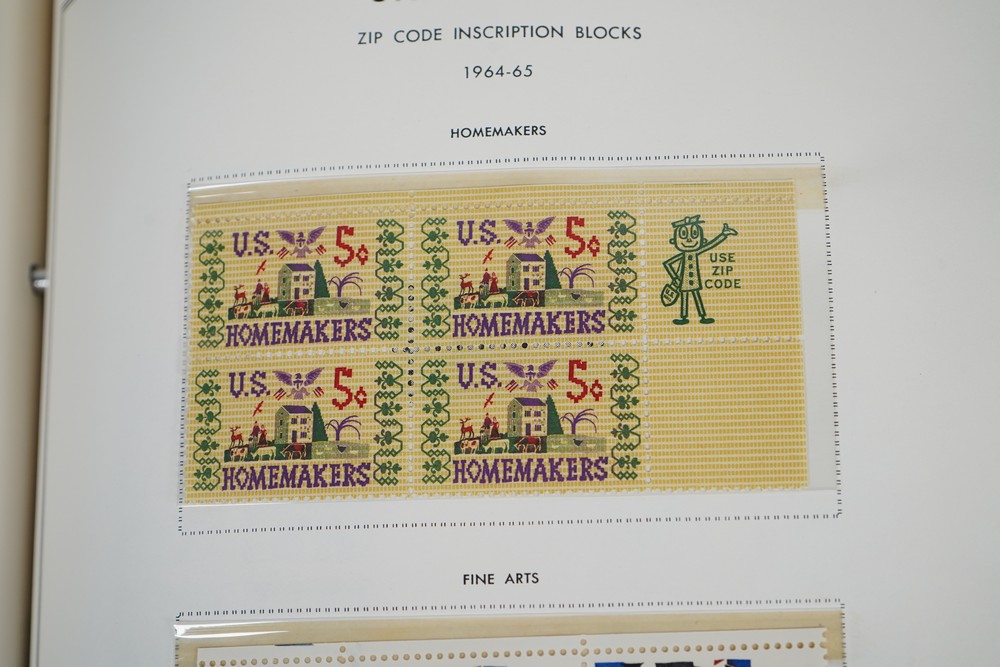 ZIP CODE INSCRIPTION BLOCKS
1964-65
HOMEMAKERS
U.S. 5¢
HOMEMAKERS
U.S. 5¢
HOMEMAKERS
USE
ZIP
CODE
U.S. 5¢
HOMEMAKERS
U.S. 5¢
HOMEMAKERS
FINE ARTS